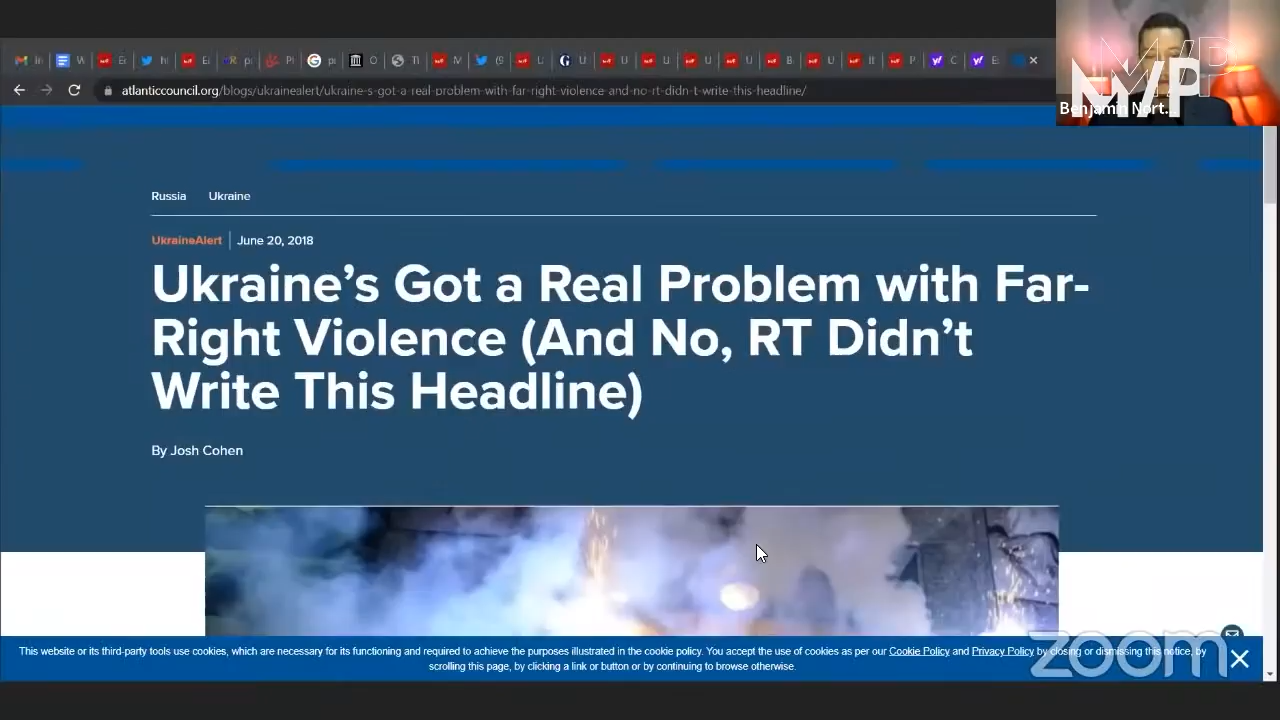 atlanticcouncil.org/blogs/ukrainealert/ukraine-s-got-a-real-problem-with-far-right-violence-and-no-rt-didn-t-write-this-headline/
MVP
Benjamin Nort...
Russia Ukraine
UkraineAlert June 20, 2018
Ukraine's Got a Real Problem with Far-
Right Violence (And No, RT Didn't
Write This Headline)
By Josh Cohen
This website or its third-party tools use cookies, which are necessary for its functioning and required to achieve the purposes illustrated in the cookie policy. You accept the use of cookies as per our Cookie Policy and Privacy Policy by closing or dismissing this notice, by
scrolling this page, by clicking a link or button or by continuing to browse otherwise.
zoom